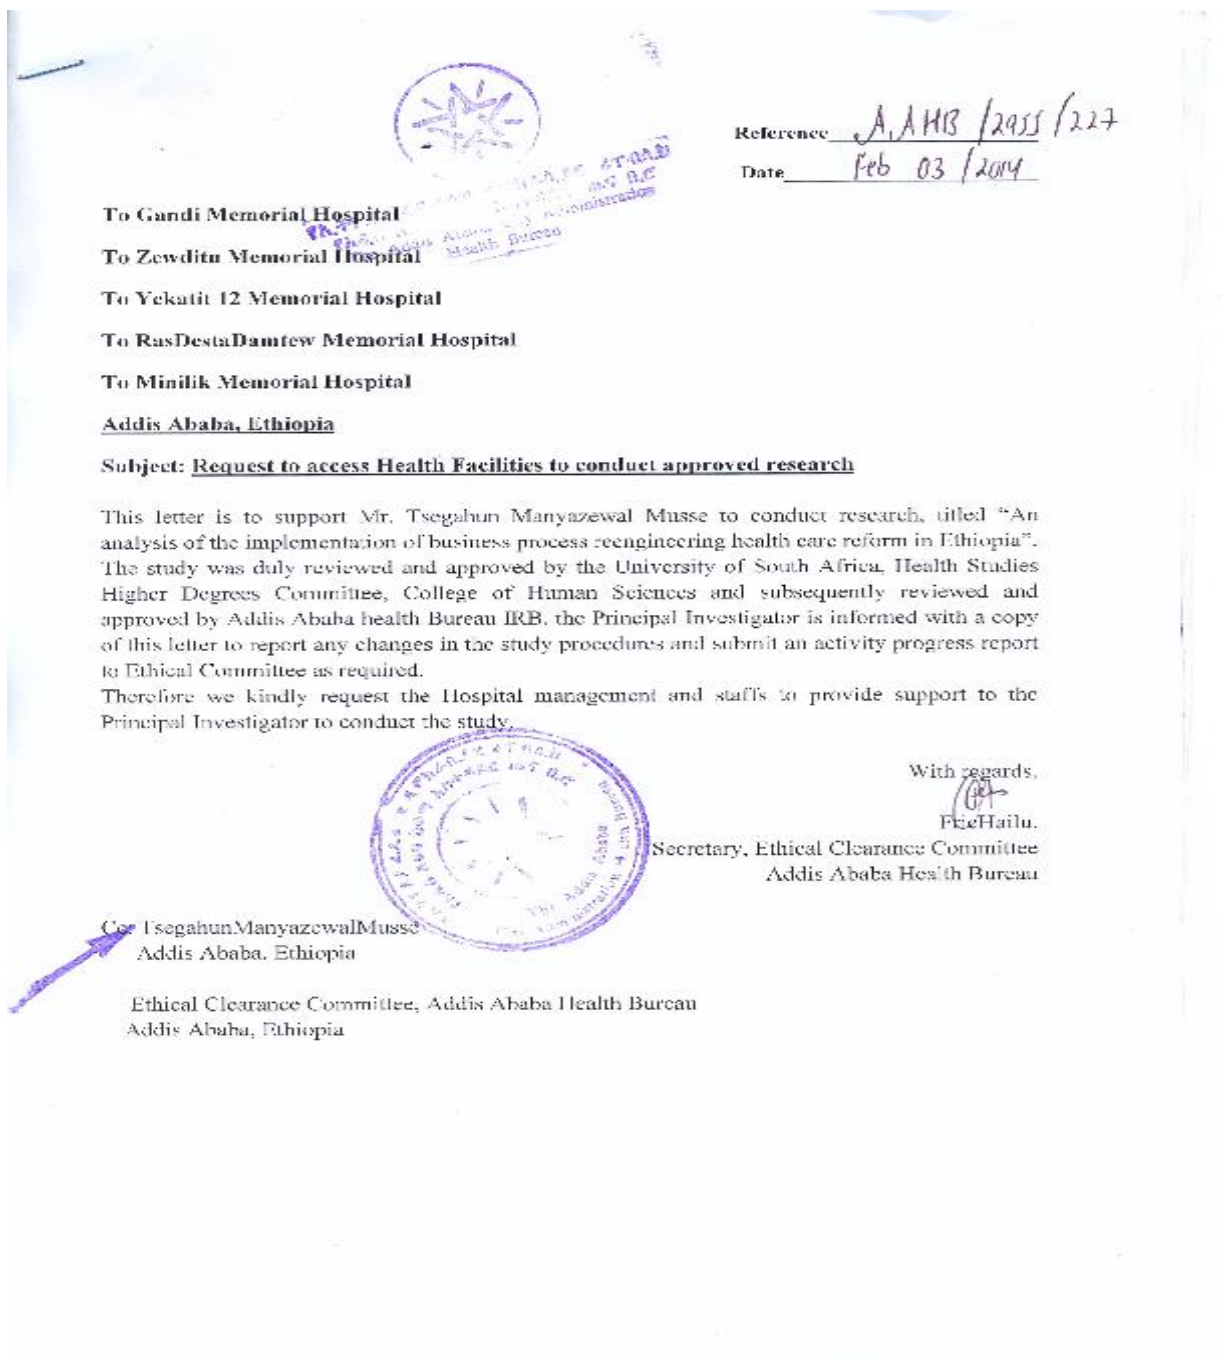 Reference A.AHB /2955/227
Date Feb 03/2014
Health Bureau
To Gandi Memorial Hospital
To Zewditu Memorial Hospital
To Yekatit 12 Memorial Hospital
To RasDestaDamtew Memorial Hospital
To Minilik Memorial Hospital
Addis Ababa, Ethiopia
Subject: Request to access Health Facilities to conduct approved research
This letter is to support Mr. Tsegahun Manyazewal Musse to conduct research, titled “An
analysis of the implementation of business process reengineering health care reform in Ethiopia”.
The study was duly reviewed and approved by the University of South Africa, Health Studies
Higher Degrees Committee, College of Human Sciences and subsequently reviewed and
approved by Addis Ababa health Bureau IRB. the Principal Investigator is informed with a copy
of this letter to report any changes in the study procedures and submit an activity progress report
to Ethical Committee as required.
Therefore we kindly request the Hospital management and staffs to provide support to the
Principal Investigator to conduct the study.
With regards,
Hailu.
Secretary, Ethical Clearance Committee
Addis Ababa Health Bureau
Cc: TsegahunManyazewalMusse
Addis Ababa, Ethiopia
Ethical Clearance Committee, Addis Ababa Health Bureau
Addis Ababa, Ethiopia